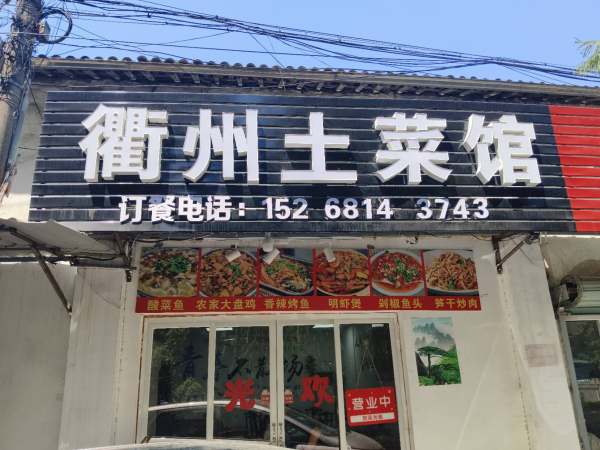 衢州土菜馆
订餐电话：152 6814 3743
酸菜鱼 农家大盘鸡 香辣烤鱼 明虾煲 剁椒鱼头 笋干炒肉
光 欢
营业中